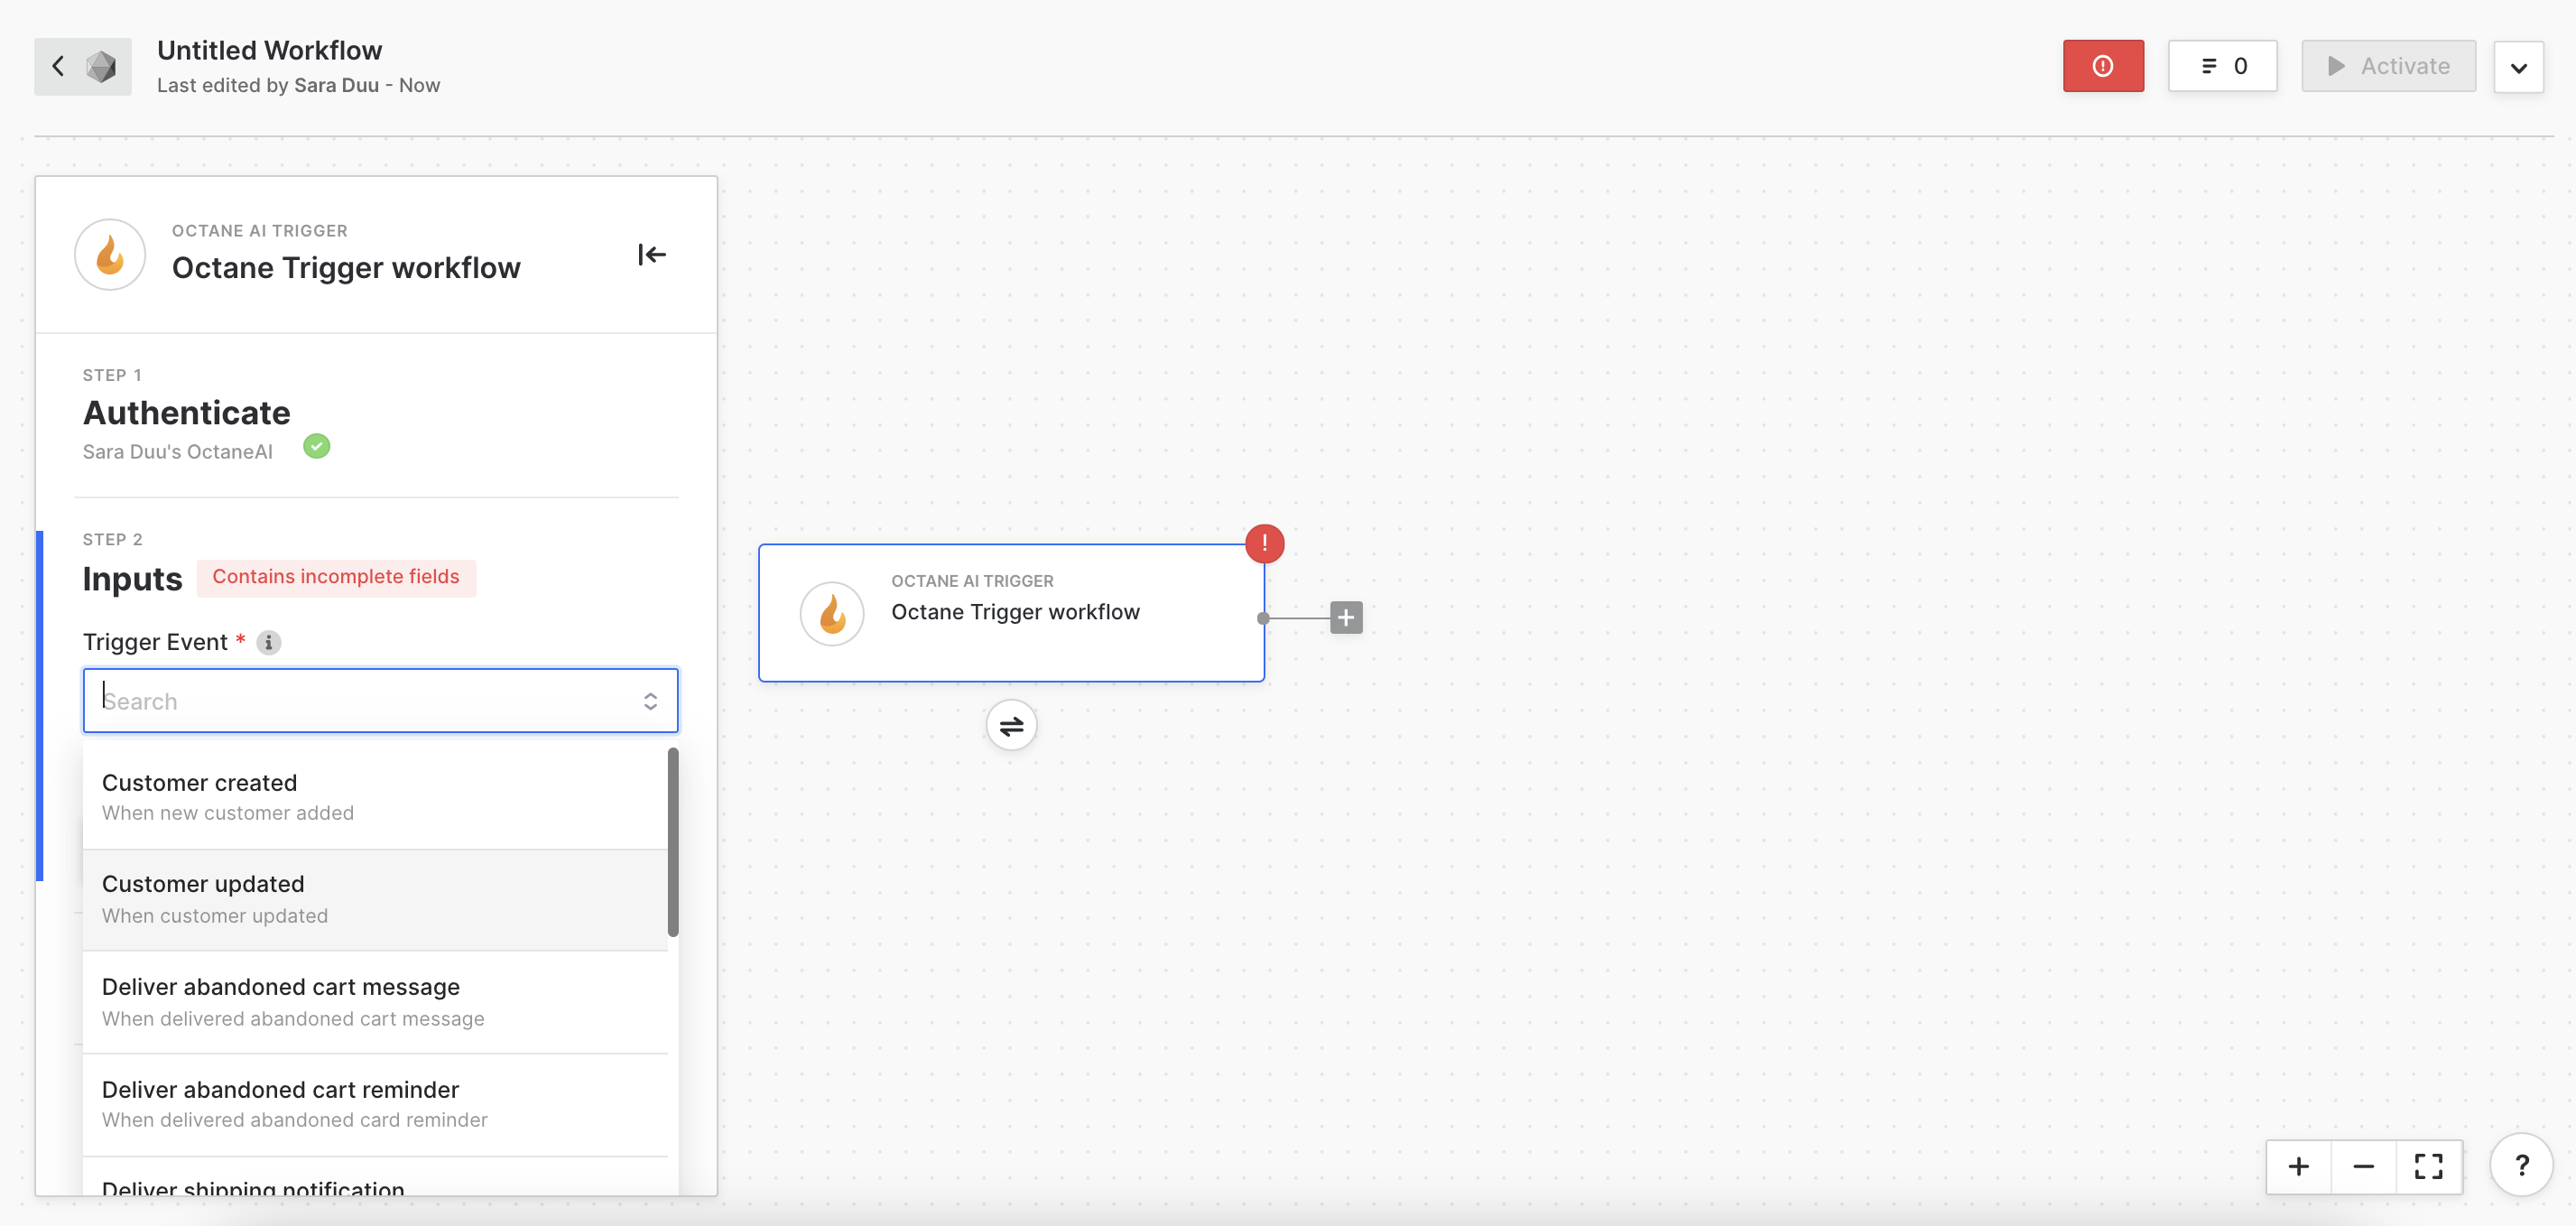 Untitled Workflow
Last edited by Sara Duu - Now
0
Activate
OCTANE AI TRIGGER
Octane Trigger workflow
STEP 1
Authenticate
Sara Duu's OctaneAI
STEP 2
Inputs Contains incomplete fields
Trigger Event *
Search
Customer created
When new customer added
Customer updated
When customer updated
Deliver abandoned cart message
When delivered abandoned cart message
Deliver abandoned cart reminder
When delivered abandoned card reminder
Deliver shipping notification
OCTANE AI TRIGGER
Octane Trigger workflow